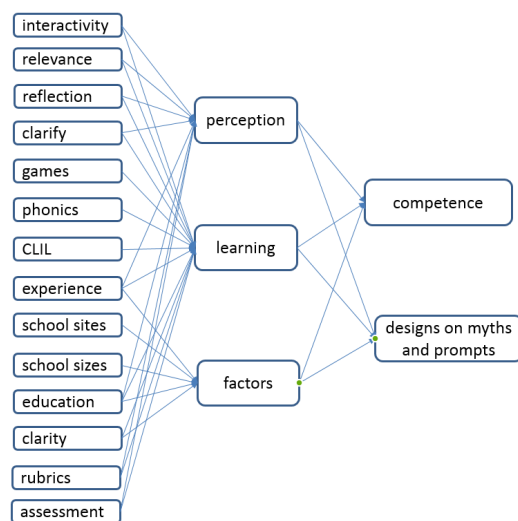 interactivity
relevance
reflection
clarify
games
phonics
CLIL
experience
school sites
school sizes
education
clarity
rubrics
assessment
perception
learning
factors
competence
designs on myths
and prompts